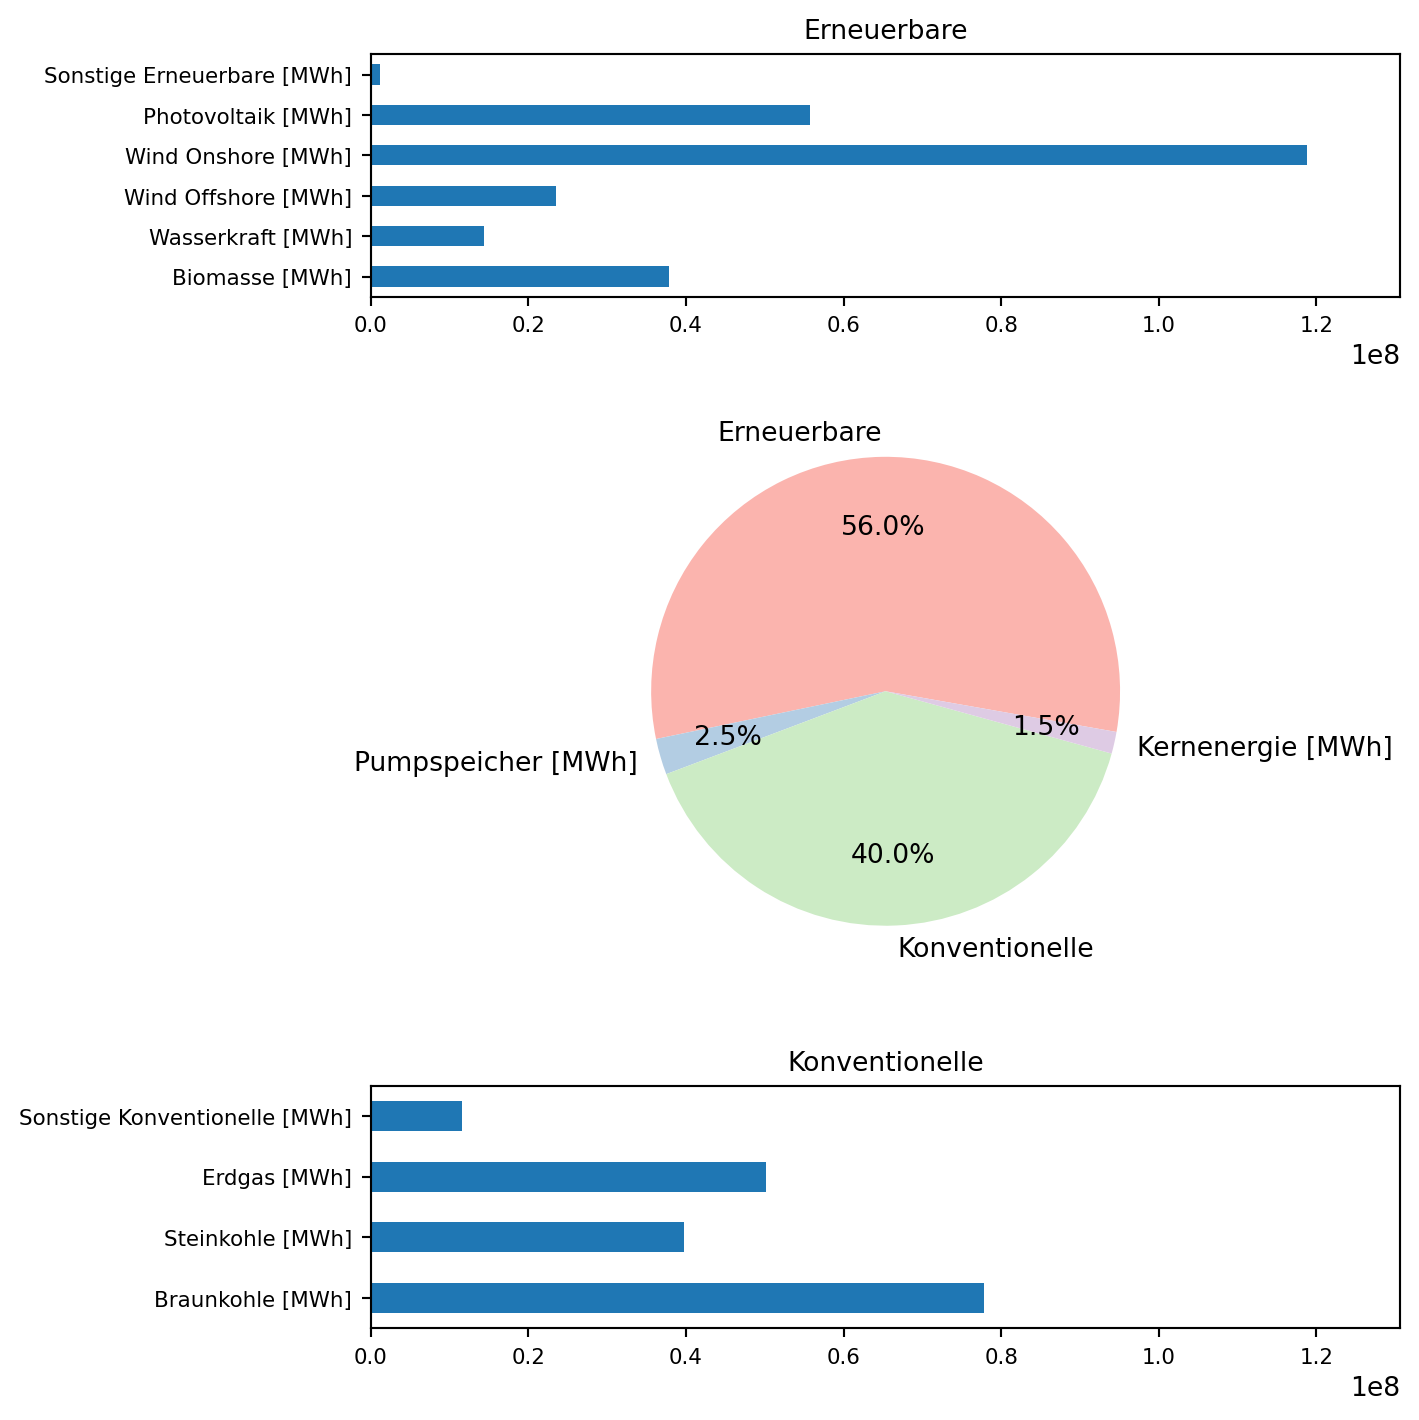 Erneuerbare
Sonstige Erneuerbare [MWh]
Photovoltaik [MWh]
Wind Onshore [MWh]
Wind Offshore [MWh]
Wasserkraft [MWh]
Biomasse [MWh]
0.0 0.2 0.4 0.6 0.8 1.0 1.2
1e8
Erneuerbare
56.0%
2.5% 1.5%
Pumpspeicher [MWh] Kernenergie [MWh]
40.0%
Konventionelle
Konventionelle
Sonstige Konventionelle [MWh]
Erdgas [MWh]
Steinkohle [MWh]
Braunkohle [MWh]
0.0 0.2 0.4 0.6 0.8 1.0 1.2
1e8